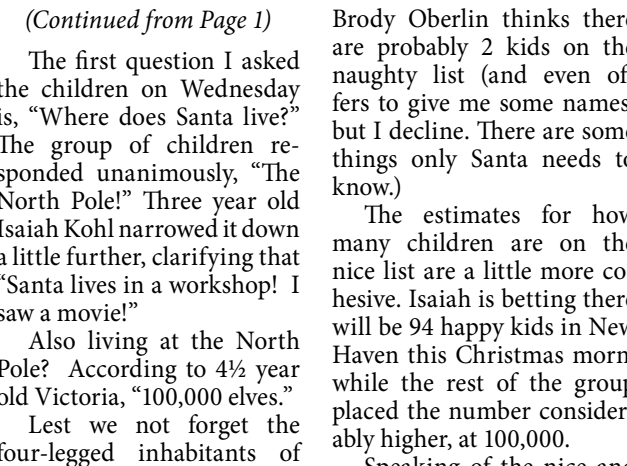 (Continued from Page 1)
The first question I asked
the children on Wednesday
is, “Where does Santa live?”
The group of children re-
sponded unanimously, “The
North Pole!” Three year old
Isaiah Kohl narrowed it down
a little further, clarifying that
“Santa lives in a workshop! I
saw a movie!”
Also living at the North
Pole? According to 4½ year
old Victoria, “100,000 elves.”
Lest we not forget the
four-legged inhabitants of
Brody Oberlin thinks ther
are probably 2 kids on th
naughty list (and even of
fers to give me some names
but I decline. There are som
things only Santa needs t
know.)
The estimates for how
many children are on th
nice list are a little more co
hesive. Isaiah is betting ther
will be 94 happy kids in New
Haven this Christmas morn
while the rest of the group
placed the number consider
ably higher, at 100,000.
Speaking of the nice an